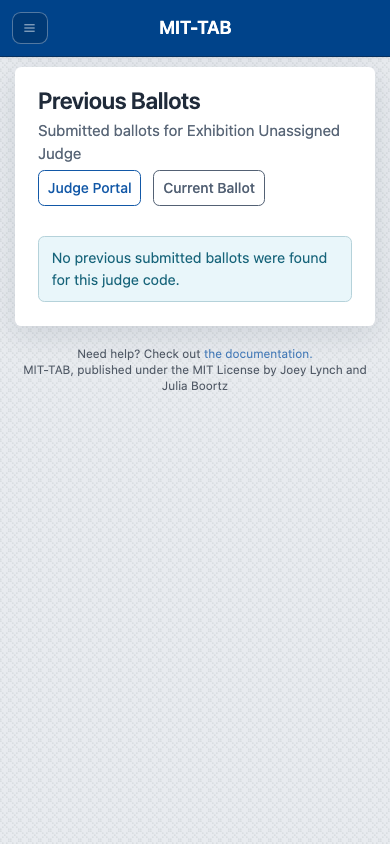 MIT-TAB
Previous Ballots
Submitted ballots for Exhibition Unassigned
Judge
Judge Portal
Current Ballot
No previous submitted ballots were found
for this judge code.
Need help? Check out the documentation.
MIT-TAB, published under the MIT License by Joey Lynch and
Julia Boortz